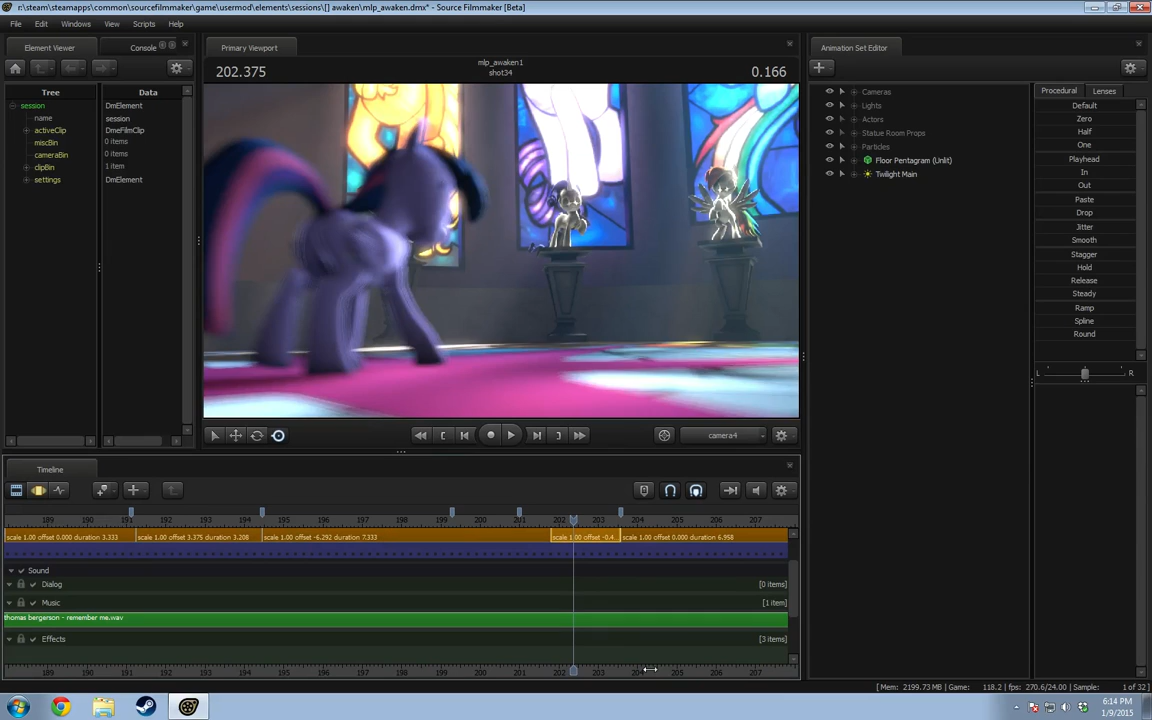 r:\steam\steamapps\common\sourcefilmmaker\game\usermod\elements\sessions\[] awaken\mlp_awaken.dmx* - Source Filmmaker [Beta]
File Edit Windows View Scripts Help
Element Viewer Console
Primary Viewport
Animation Set Editor
202.375
mlp_awaken1
shot34
0.166
Tree Data
session DmElement
name session
activeClip DmeFilmClip
miscBin 0 items
cameraBin 0 items
clipBin 1 item
settings DmElement
Cameras
Lights
Actors
Statue Room Props
Particles
Floor Pentagram (Unlit)
Twilight Main
Procedural Lenses
Default
Zero
Half
One
Playhead
In
Out
Paste
Drop
Jitter
Smooth
Stagger
Hold
Release
Steady
Ramp
Spline
Round
L R
camera4
Timeline
189 190 191 192 193 194 195 196 197 198 199 200 201 202 203 204 205 206 207
scale 1.00 offset 0.000 duration 3.333
scale 1.00 offset 3.375 duration 3.208
scale 1.00 offset -6.292 duration 7.333
scale 1.00 offset -0.4...
scale 1.00 offset 0.000 duration 6.958
Sound
Dialog [0 items]
Music [1 item]
thomas bergerson - remember me.wav
Effects [3 items]
189 190 191 192 193 194 195 196 197 198 199 200 201 202 203 204 205 206 207
[Mem: 2199.73 MB | Game: 118.2 | fps: 270.6/24.00 | Sample: 1 of 32]
6:14 PM
1/9/2015